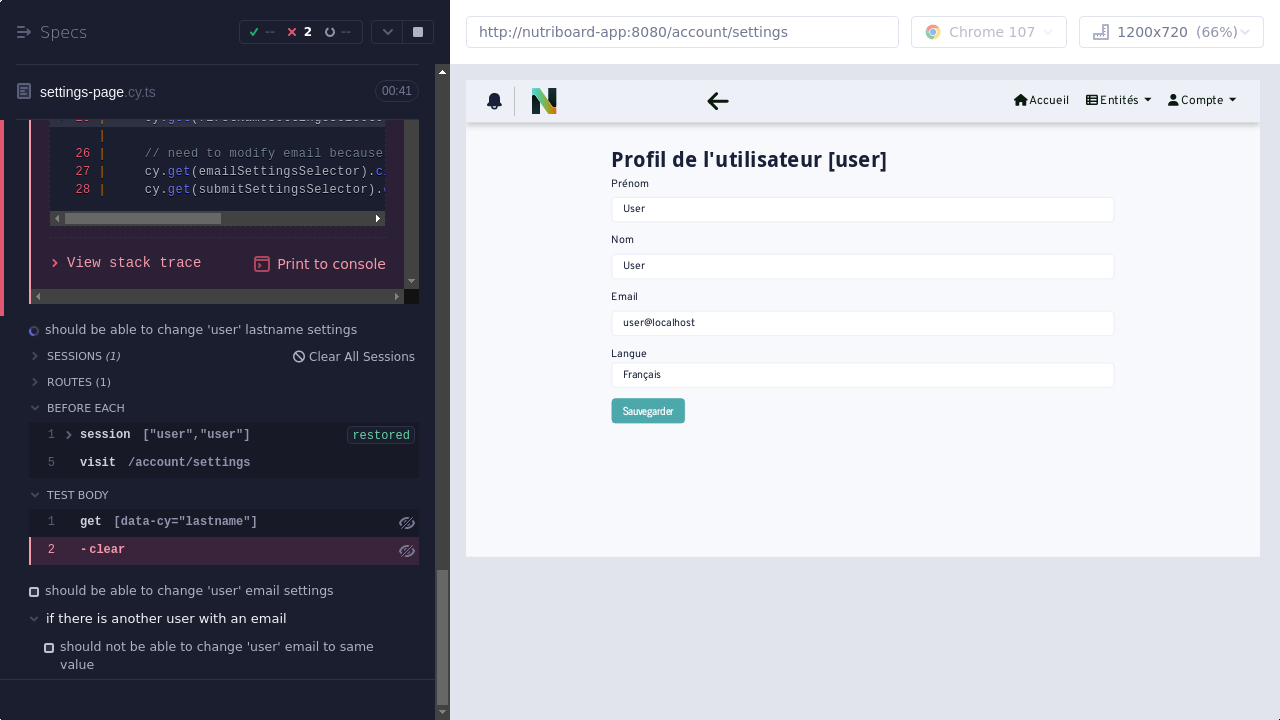 Specs
-- 2 --
settings-page.cy.ts
00:41
|
26 | // need to modify email because
27 | cy.get(emailSettingsSelector).
28 | cy.get(submitSettingsSelector).
View stack trace
Print to console
should be able to change 'user' lastname settings
SESSIONS (1)
Clear All Sessions
ROUTES (1)
BEFORE EACH
1 session ["user","user"] restored
5 visit /account/settings
TEST BODY
1 get [data-cy="lastname"]
2 -clear
should be able to change 'user' email settings
if there is another user with an email
should not be able to change 'user' email to same
value
http://nutriboard-app:8080/account/settings
Chrome 107
1200x720 (66%)
N
Accueil
Entités
Compte
Profil de l'utilisateur [user]
Prénom
User
Nom
User
Email
user@localhost
Langue
Français
Sauvegarder